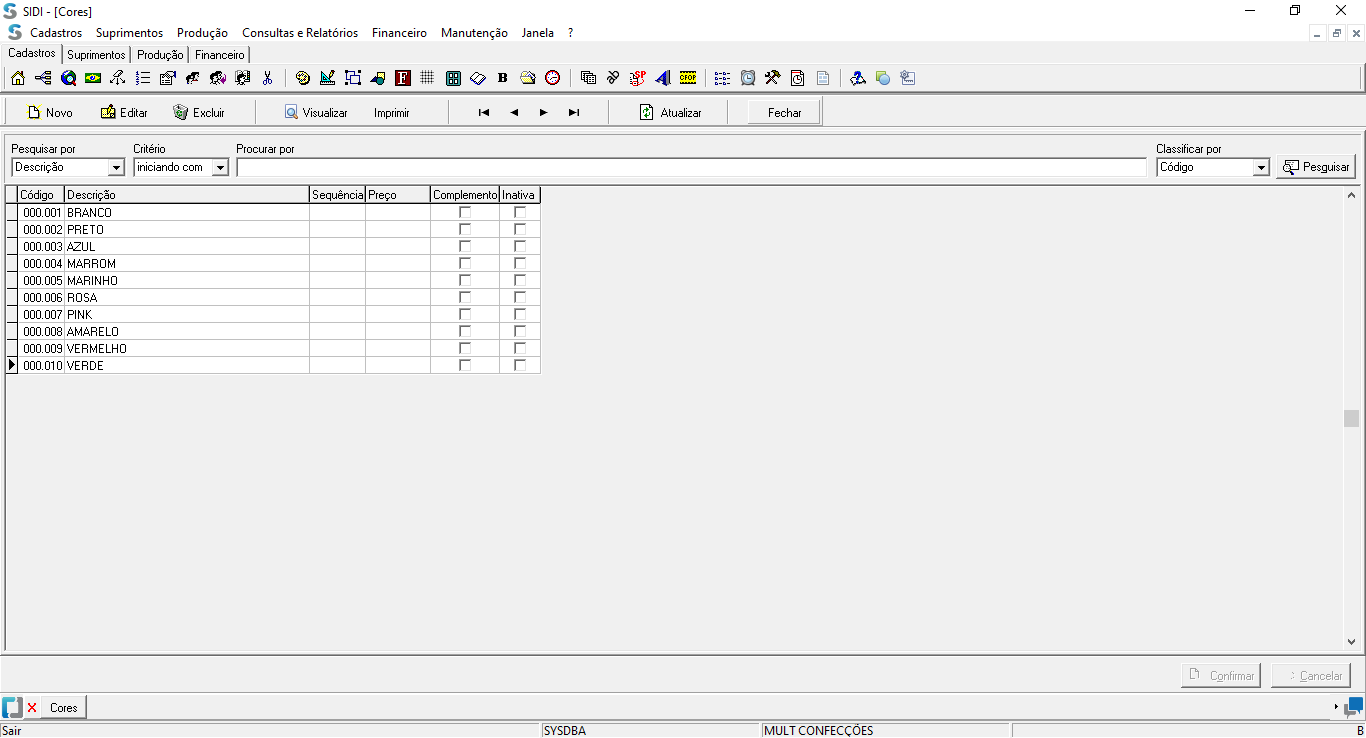 SIDI - [Cores]
Cadastros Suprimentos Produção Consultas e Relatórios Financeiro Manutenção Janela ?
Cadastros Suprimentos Produção Financeiro
F B SP CFOP
Novo Editar Excluir Visualizar Imprimir Atualizar Fechar
Pesquisar por Critério Procurar por Classificar por
Descrição iniciando com Código Pesquisar
Código Descrição Sequência Preço Complemento Inativa
000.001 BRANCO
000.002 PRETO
000.003 AZUL
000.004 MARROM
000.005 MARINHO
000.006 ROSA
000.007 PINK
000.008 AMARELO
000.009 VERMELHO
000.010 VERDE
Confirmar Cancelar
Cores
Sair SYSDBA MULT CONFECÇÕES B